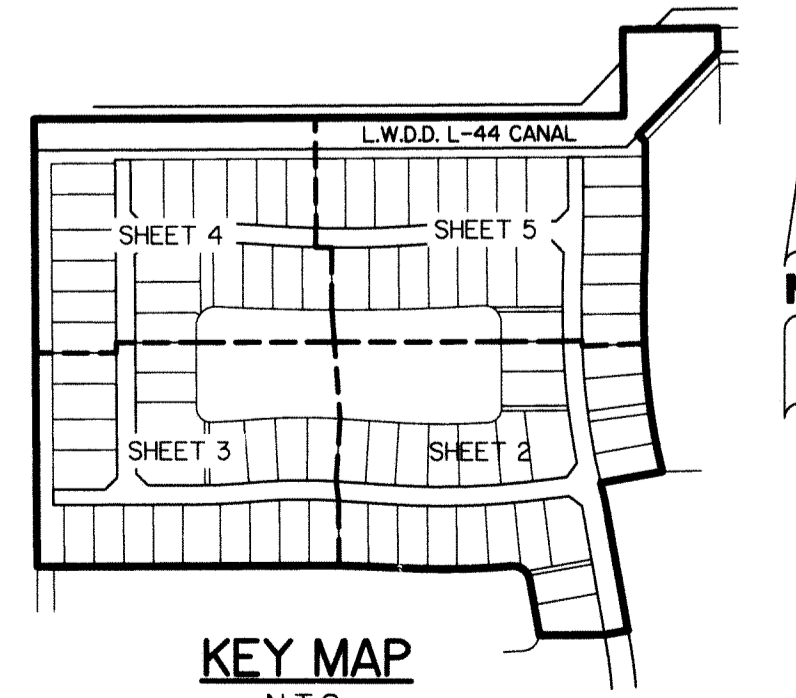 L.W.D.D. L-44 CANAL
SHEET 4
SHEET 5
SHEET 3
SHEET 2
KEY MAP
N.T.S.